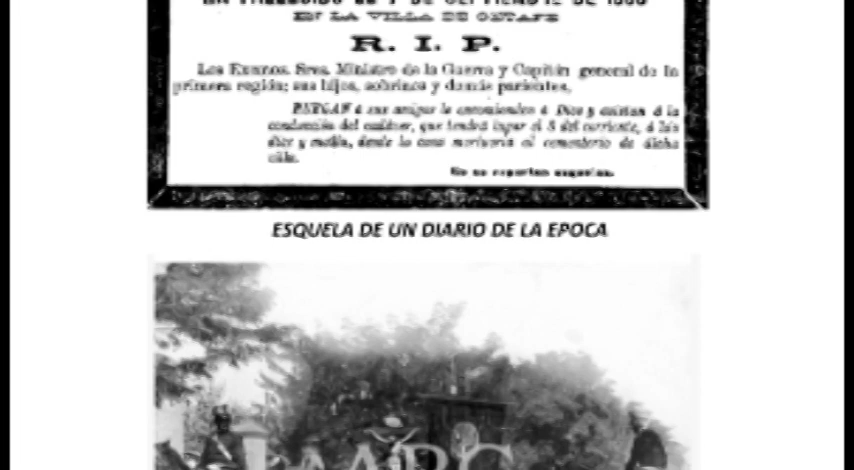 EN LA VILLA DE GETAFE
R. I. P.
Los Excmos. Sres. Ministro de la Guerra y Capitán general de la
primera región; sus hijos, sobrinos y demás parientes,
RUEGAN á sus amigos le encomienden á Dios y asistan á la
conducción del cadáver, que tendrá lugar el 8 del corriente, á las
diez y media, desde la casa mortuoria al cementerio de dicha
villa.
No se reparten esquelas.
ESQUELA DE UN DIARIO DE LA EPOCA
ABC